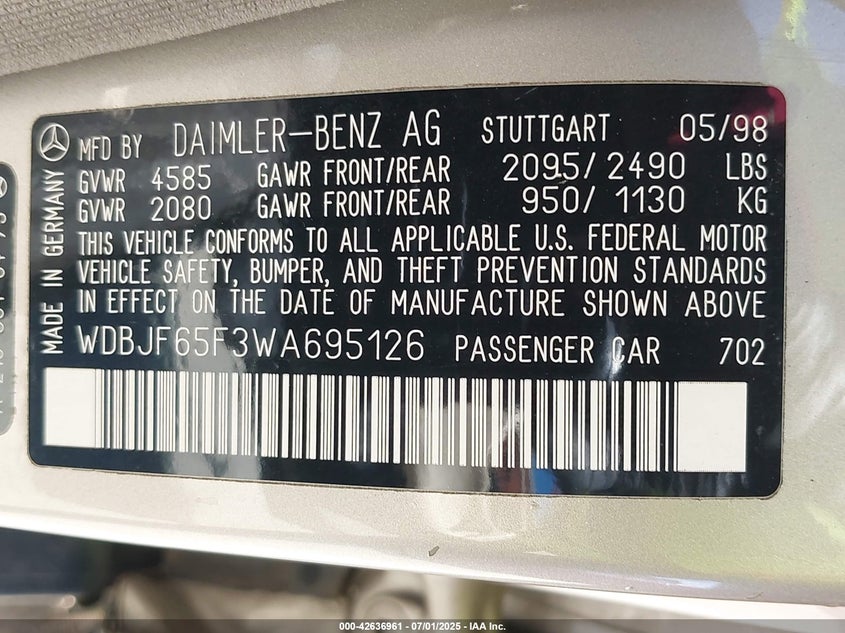 MFD BY DAIMLER-BENZ AG STUTTGART 05/98
GVWR 4585 GAWR FRONT/REAR 2095/2490 LBS
GVWR 2080 GAWR FRONT/REAR 950/1130 KG
THIS VEHICLE CONFORMS TO ALL APPLICABLE U.S. FEDERAL MOTOR
VEHICLE SAFETY, BUMPER, AND THEFT PREVENTION STANDARDS
IN EFFECT ON THE DATE OF MANUFACTURE SHOWN ABOVE
WDBJF65F3WA695126 PASSENGER CAR 702
MADE IN GERMANY
000-42636961 - 07/01/2025 - IAA Inc.